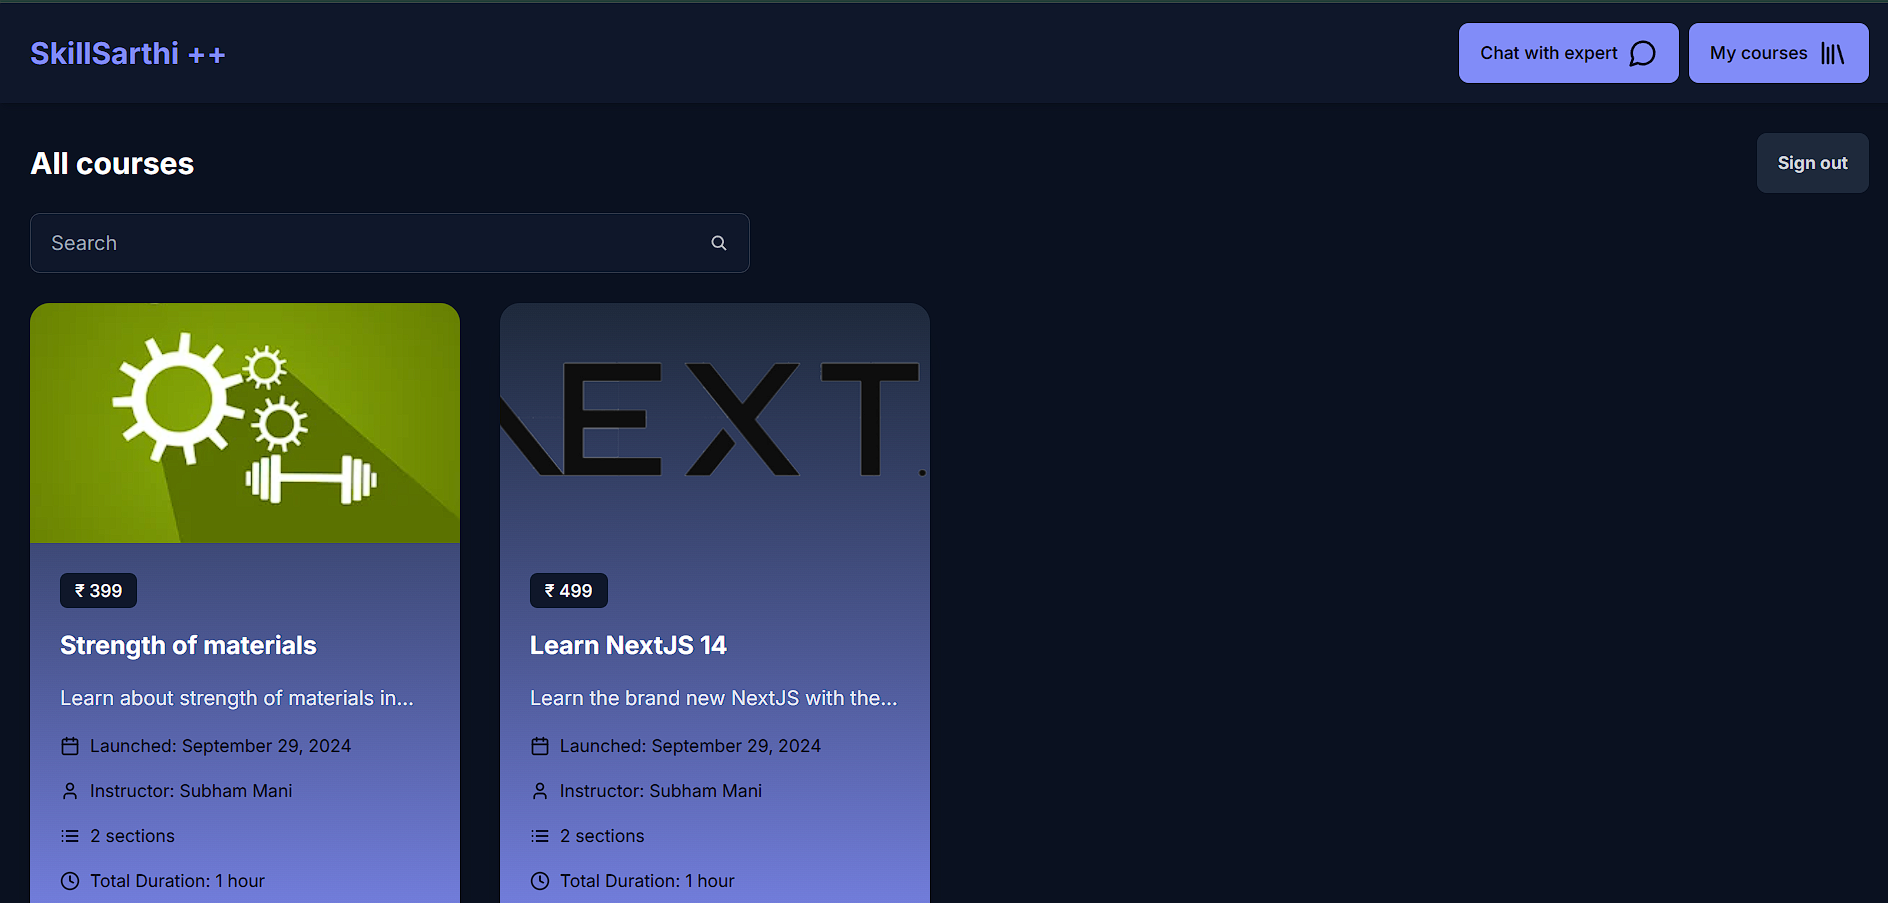 SkillSarthi ++
Chat with expert
My courses
All courses
Sign out
Search
NEXT.
₹ 399
Strength of materials
Learn about strength of materials in...
Launched: September 29, 2024
Instructor: Subham Mani
2 sections
Total Duration: 1 hour
₹ 499
Learn NextJS 14
Learn the brand new NextJS with the...
Launched: September 29, 2024
Instructor: Subham Mani
2 sections
Total Duration: 1 hour